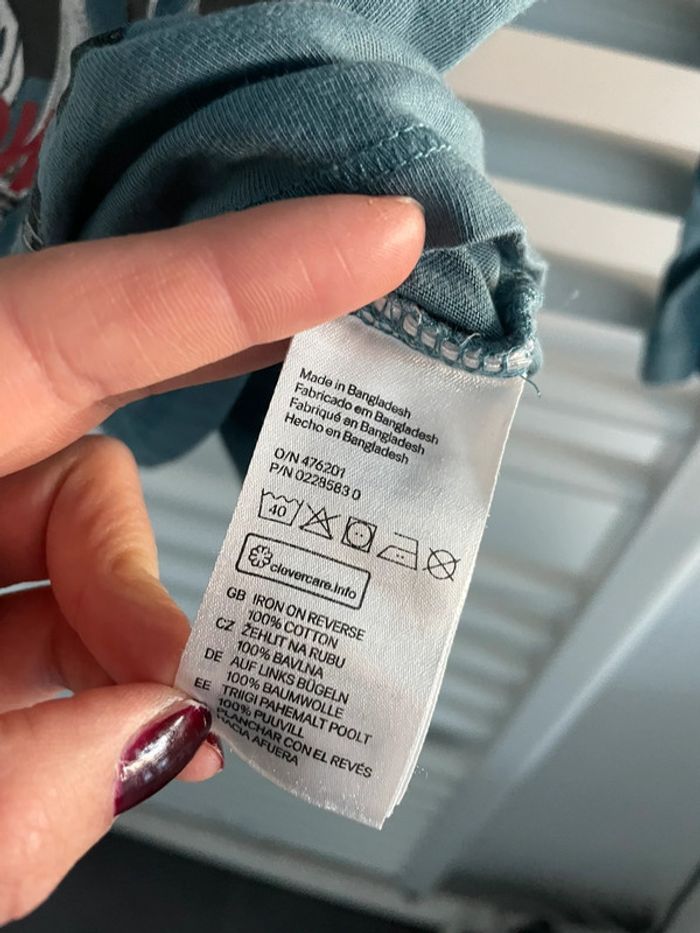 Made in Bangladesh
Fabricado em Bangladesh
Fabriqué en Bangladesh
Hecho en Bangladesh
O/N 476201
P/N 0229583 0
40
clevercare.info
GB IRON ON REVERSE
100% COTTON
CZ ŽEHLIT NA RUBU
100% BAVLNA
DE AUF LINKS BÜGELN
100% BAUMWOLLE
EE TRIIGI PAHEMALT POOLT
100% PUUVILL
PLANCHAR CON EL REVÉS
HACIA AFUERA